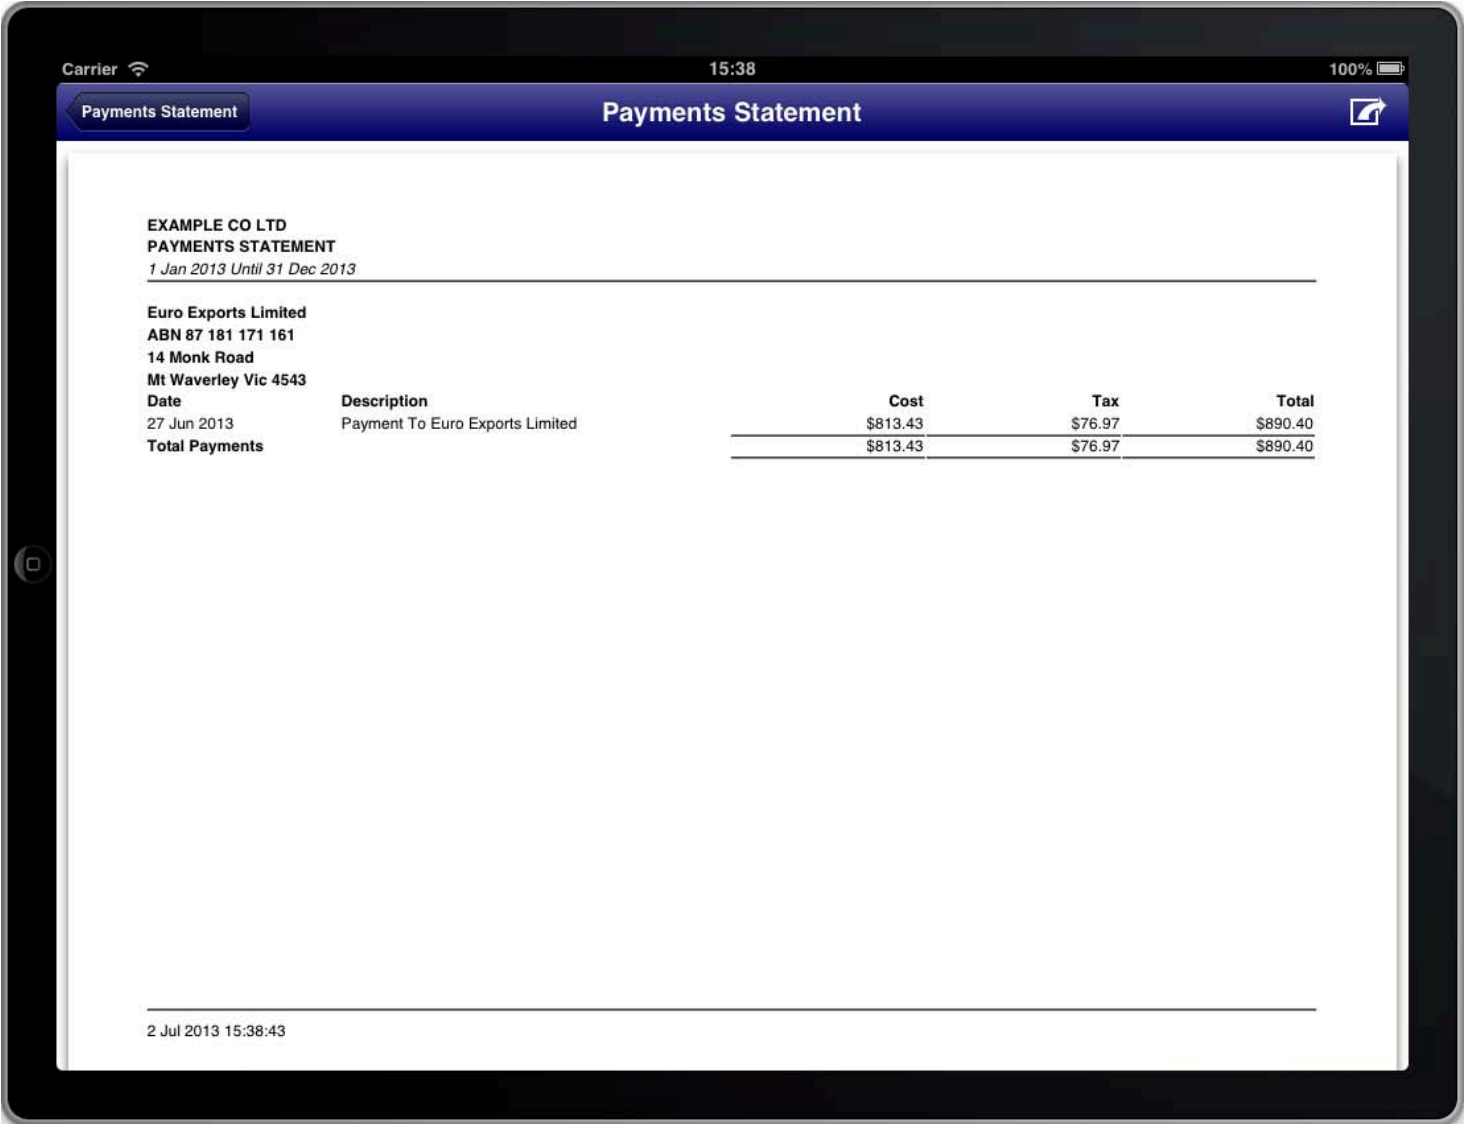 Carrier 15:38 100%
Payments Statement Payments Statement
EXAMPLE CO LTD
PAYMENTS STATEMENT
1 Jan 2013 Until 31 Dec 2013
Euro Exports Limited
ABN 87 181 171 161
14 Monk Road
Mt Waverley Vic 4543
Date Description Cost Tax Total
27 Jun 2013 Payment To Euro Exports Limited $813.43 $76.97 $890.40
Total Payments $813.43 $76.97 $890.40
2 Jul 2013 15:38:43